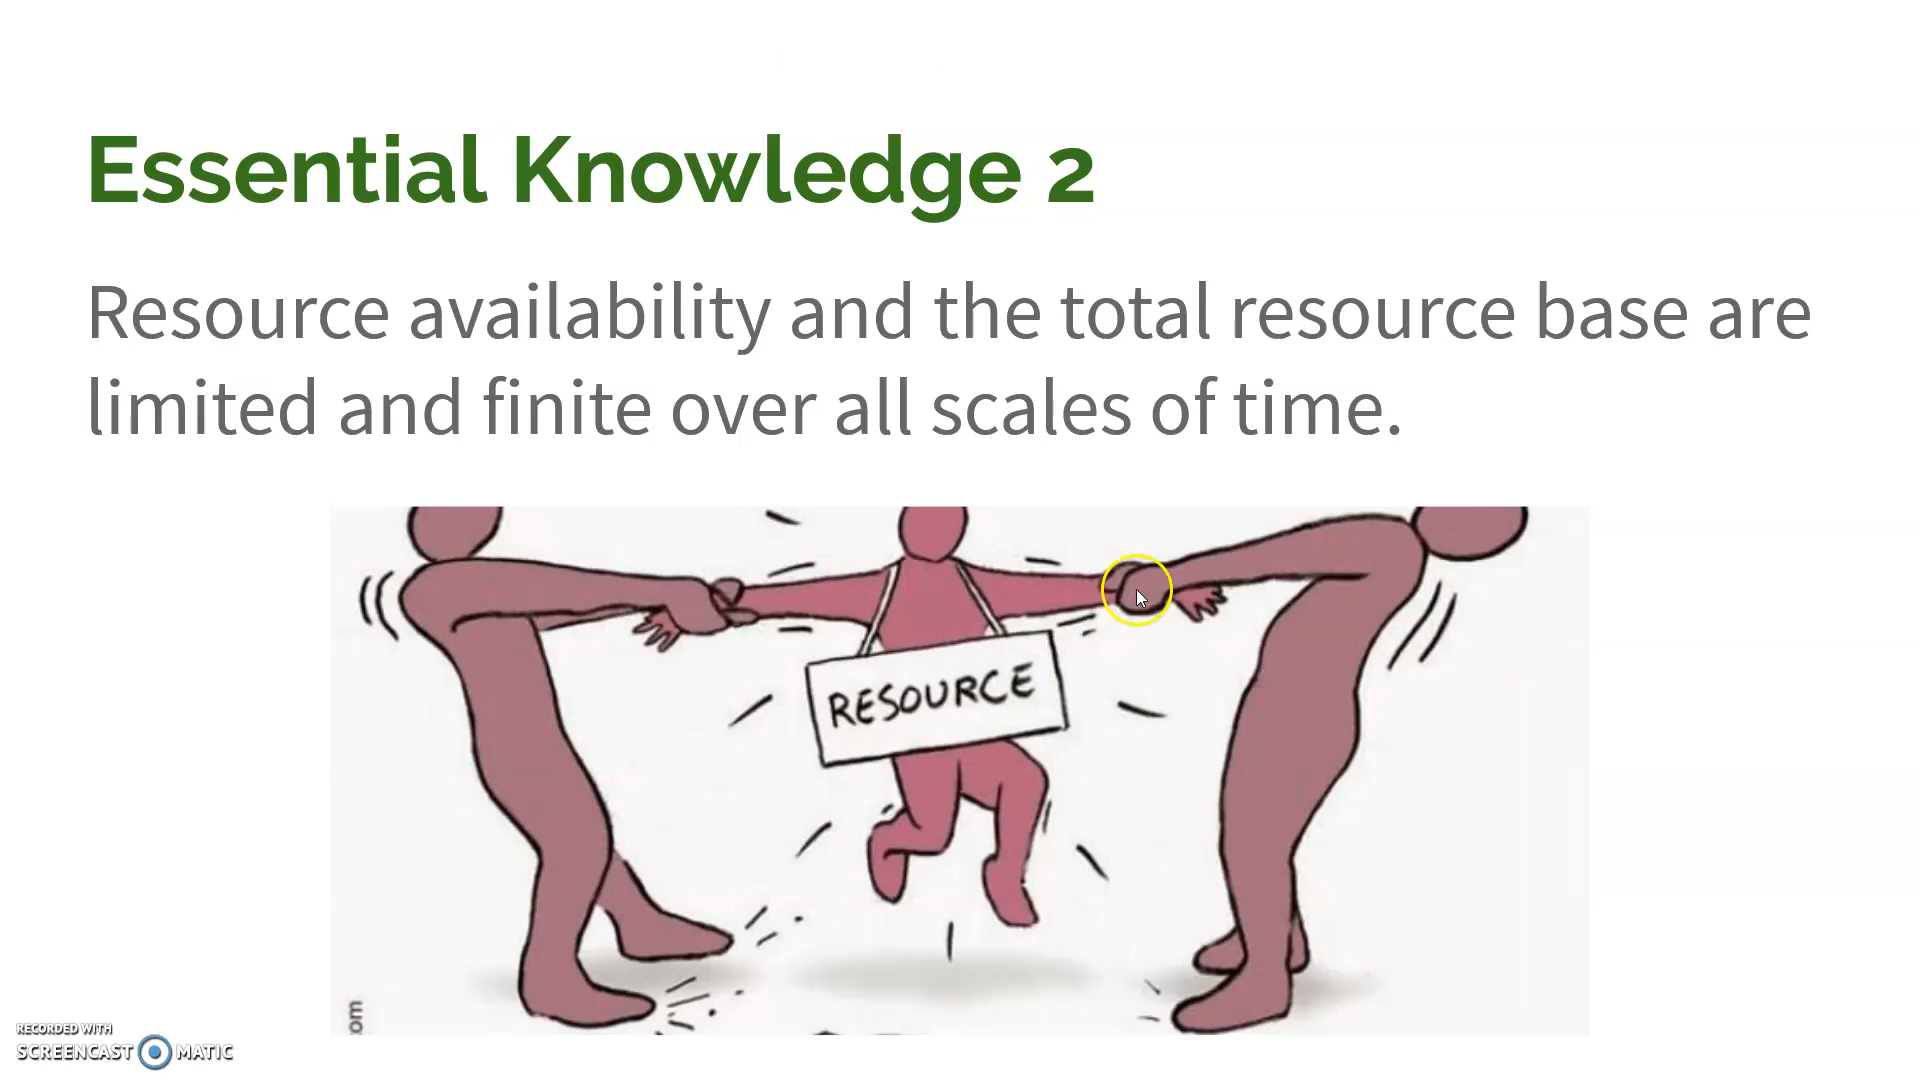 Essential Knowledge 2
Resource availability and the total resource base are
limited and finite over all scales of time.
RESOURCE
om
RECORDED WITH
SCREENCAST MATIC